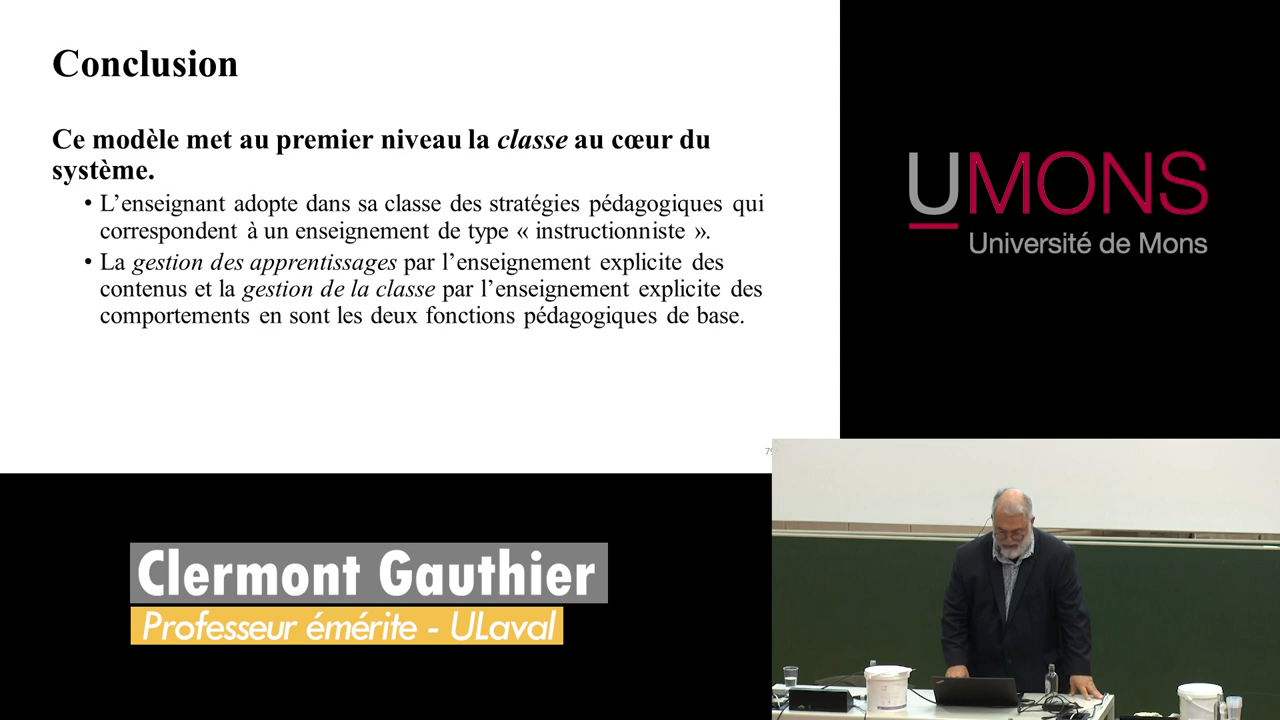 Conclusion
Ce modèle met au premier niveau la classe au cœur du
système.
• L’enseignant adopte dans sa classe des stratégies pédagogiques qui
correspondent à un enseignement de type « instructionniste ».
• La gestion des apprentissages par l’enseignement explicite des
contenus et la gestion de la classe par l’enseignement explicite des
comportements en sont les deux fonctions pédagogiques de base.
UMONS
Université de Mons
Clermont Gauthier
Professeur émérite - ULaval